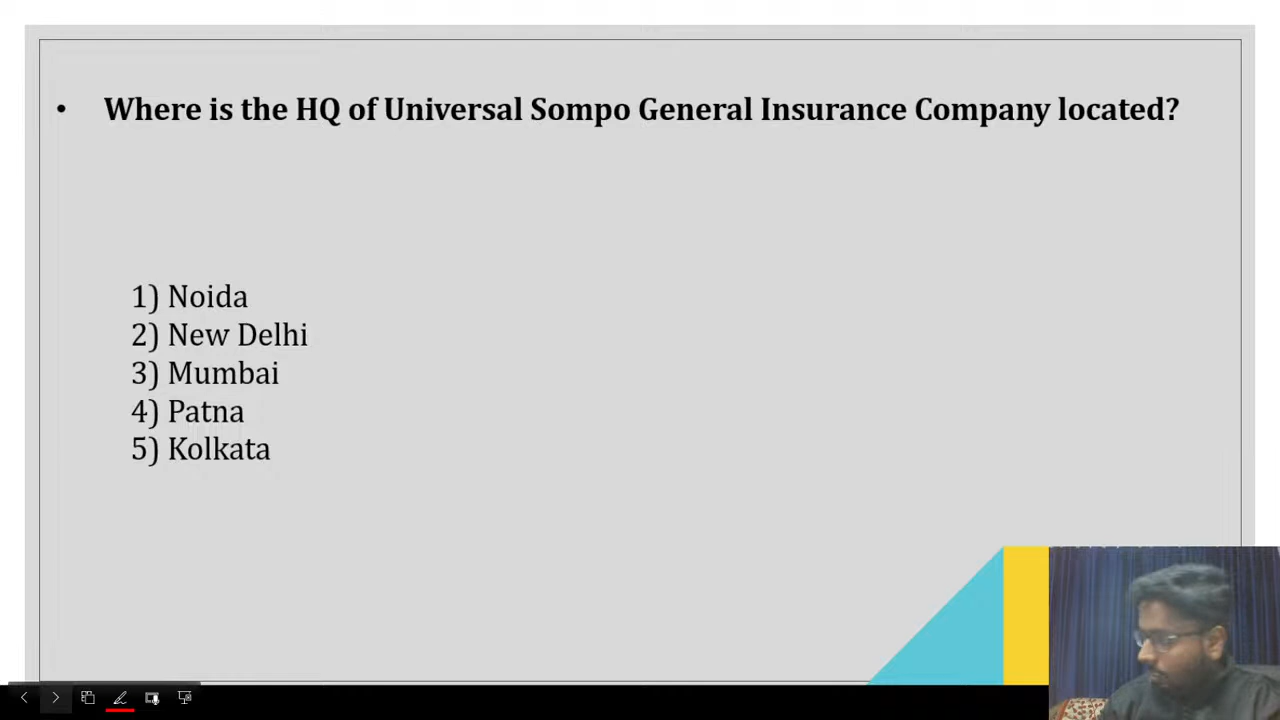 • Where is the HQ of Universal Sompo General Insurance Company located?
1) Noida
2) New Delhi
3) Mumbai
4) Patna
5) Kolkata